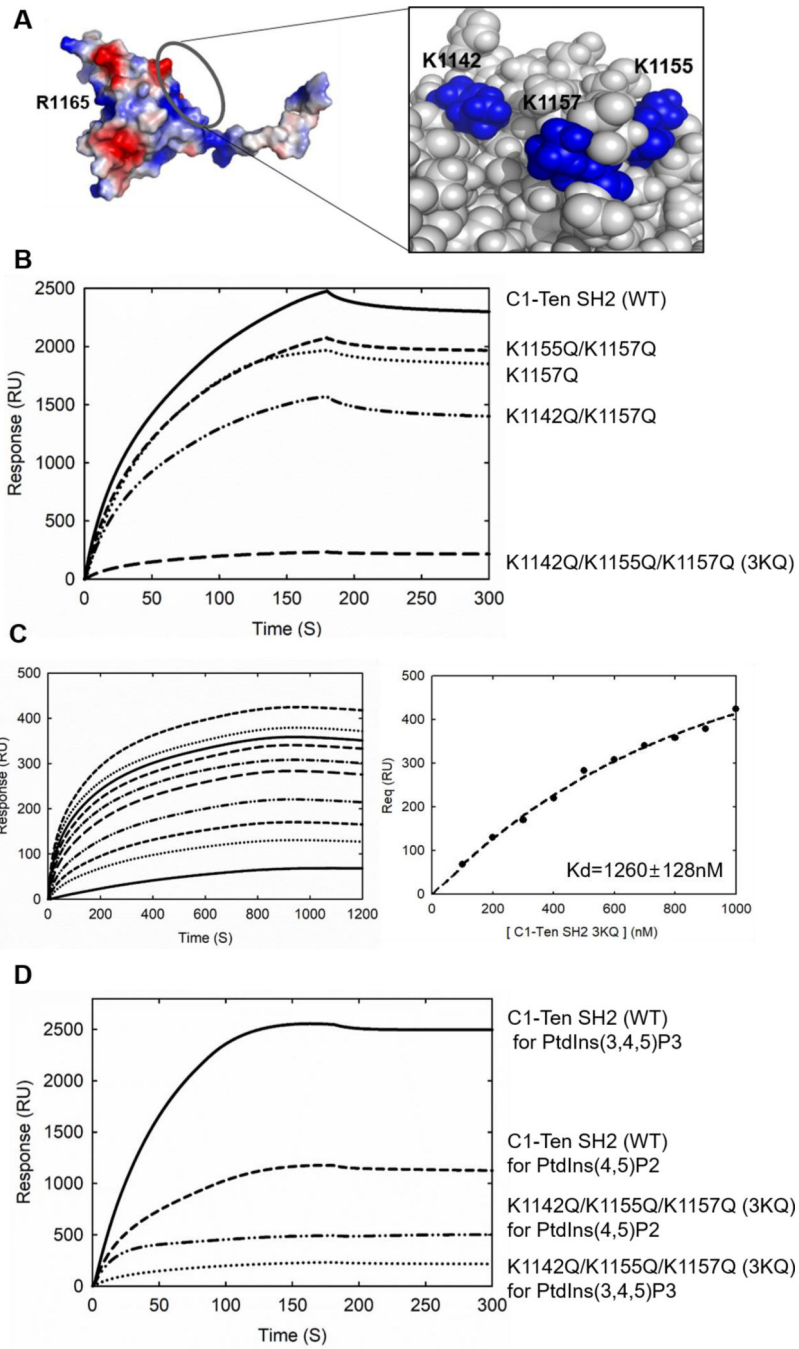 A
R1165
K1142
K1155
K1157
B
2500
2000
1500
1000
500
0
Response (RU)
0 50 100 150 200 250 300
Time (S)
C1-Ten SH2 (WT)
K1155Q/K1157Q
K1157Q
K1142Q/K1157Q
K1142Q/K1155Q/K1157Q (3KQ)
C
500
400
300
200
100
0
Response (RU)
0 200 400 600 800 1000 1200
Time (S)
500
400
300
200
100
0
Req (RU)
Kd=1260±128nM
0 200 400 600 800 1000
[ C1-Ten SH2 3KQ ] (nM)
D
2500
2000
1500
1000
500
0
Response (RU)
0 50 100 150 200 250 300
Time (S)
C1-Ten SH2 (WT)
for PtdIns(3,4,5)P3
C1-Ten SH2 (WT)
for PtdIns(4,5)P2
K1142Q/K1155Q/K1157Q (3KQ)
for PtdIns(4,5)P2
K1142Q/K1155Q/K1157Q (3KQ)
for PtdIns(3,4,5)P3